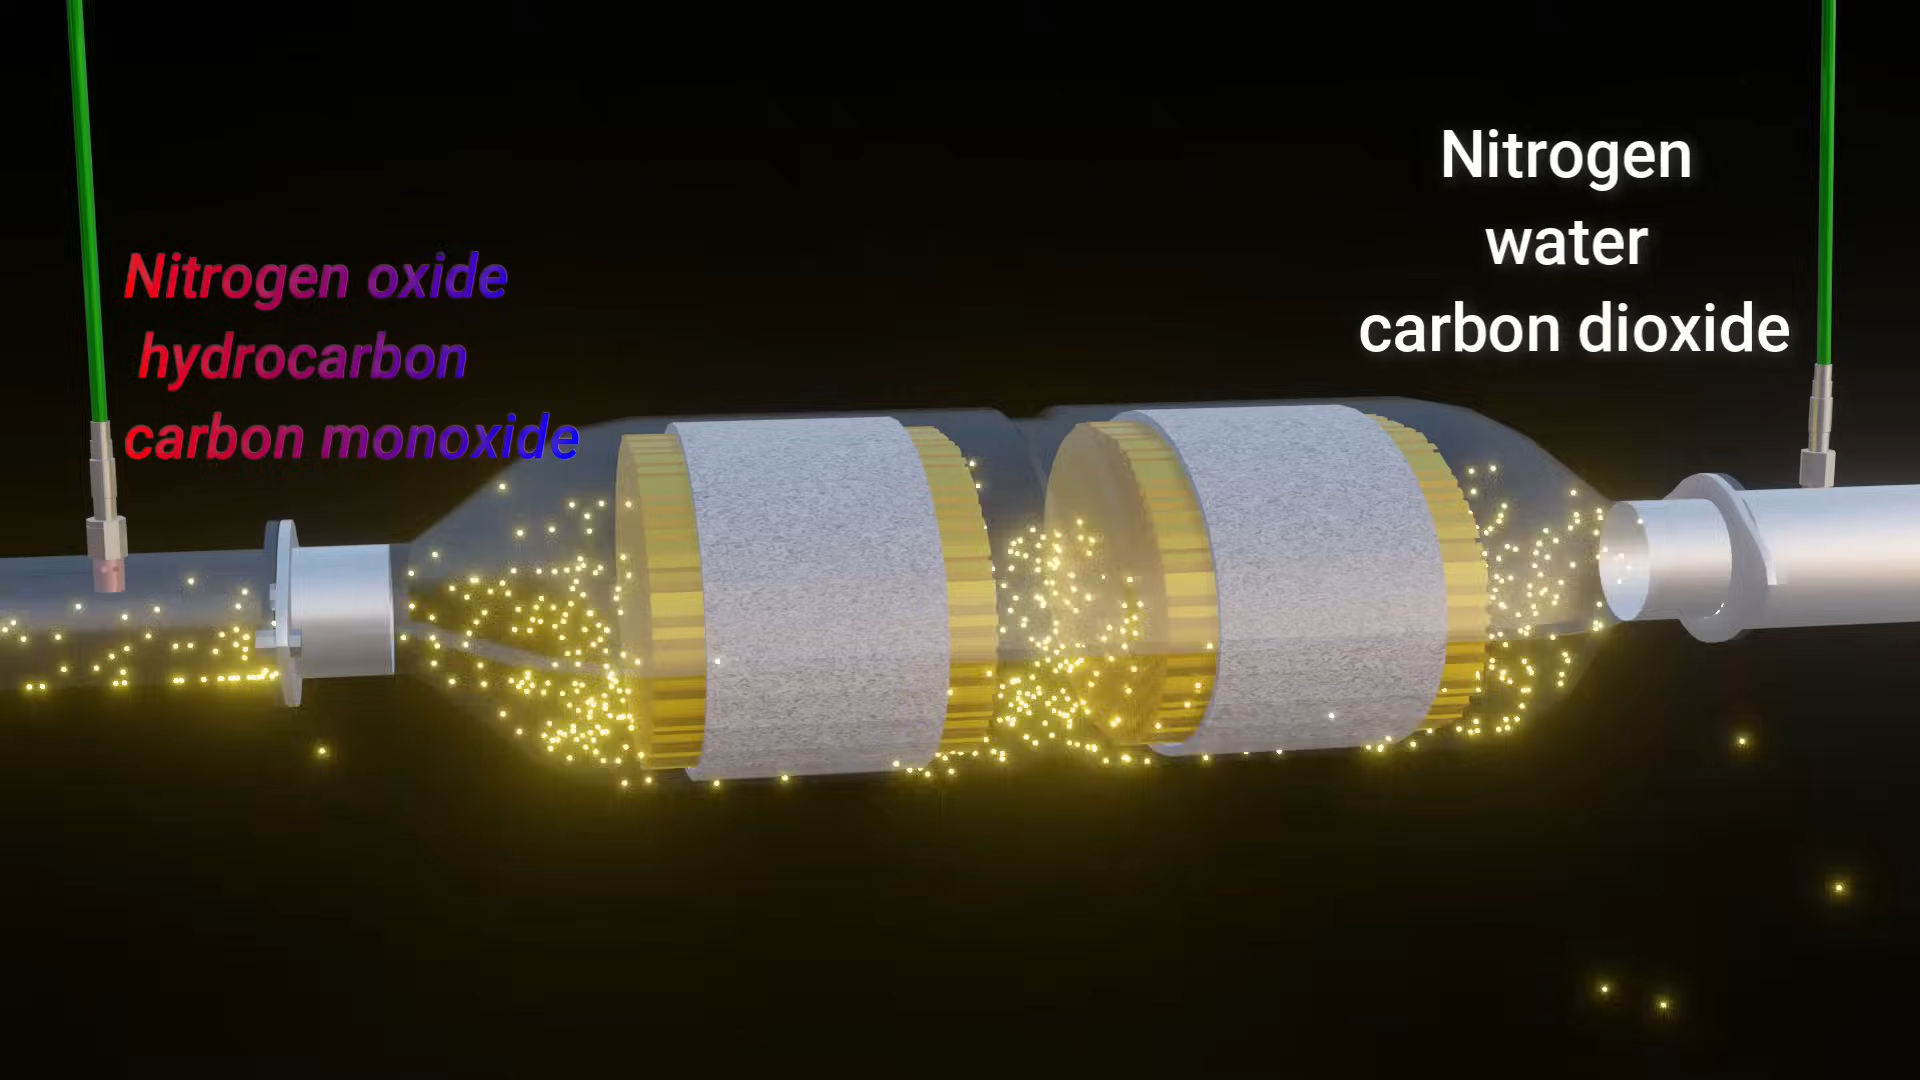 Nitrogen oxide
hydrocarbon
carbon monoxide
Nitrogen
water
carbon dioxide